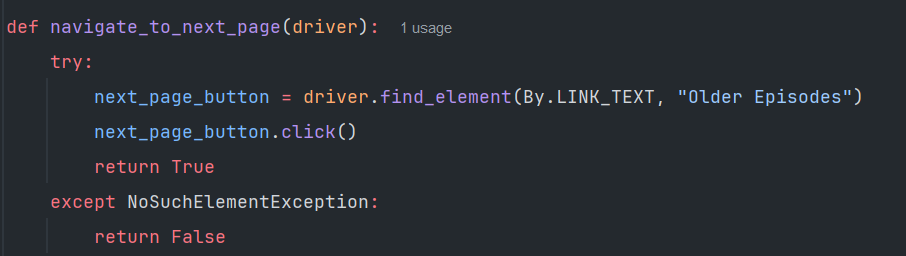 def navigate_to_next_page(driver): 1 usage
    try:
        next_page_button = driver.find_element(By.LINK_TEXT, "Older Episodes")
        next_page_button.click()
        return True
    except NoSuchElementException:
        return False